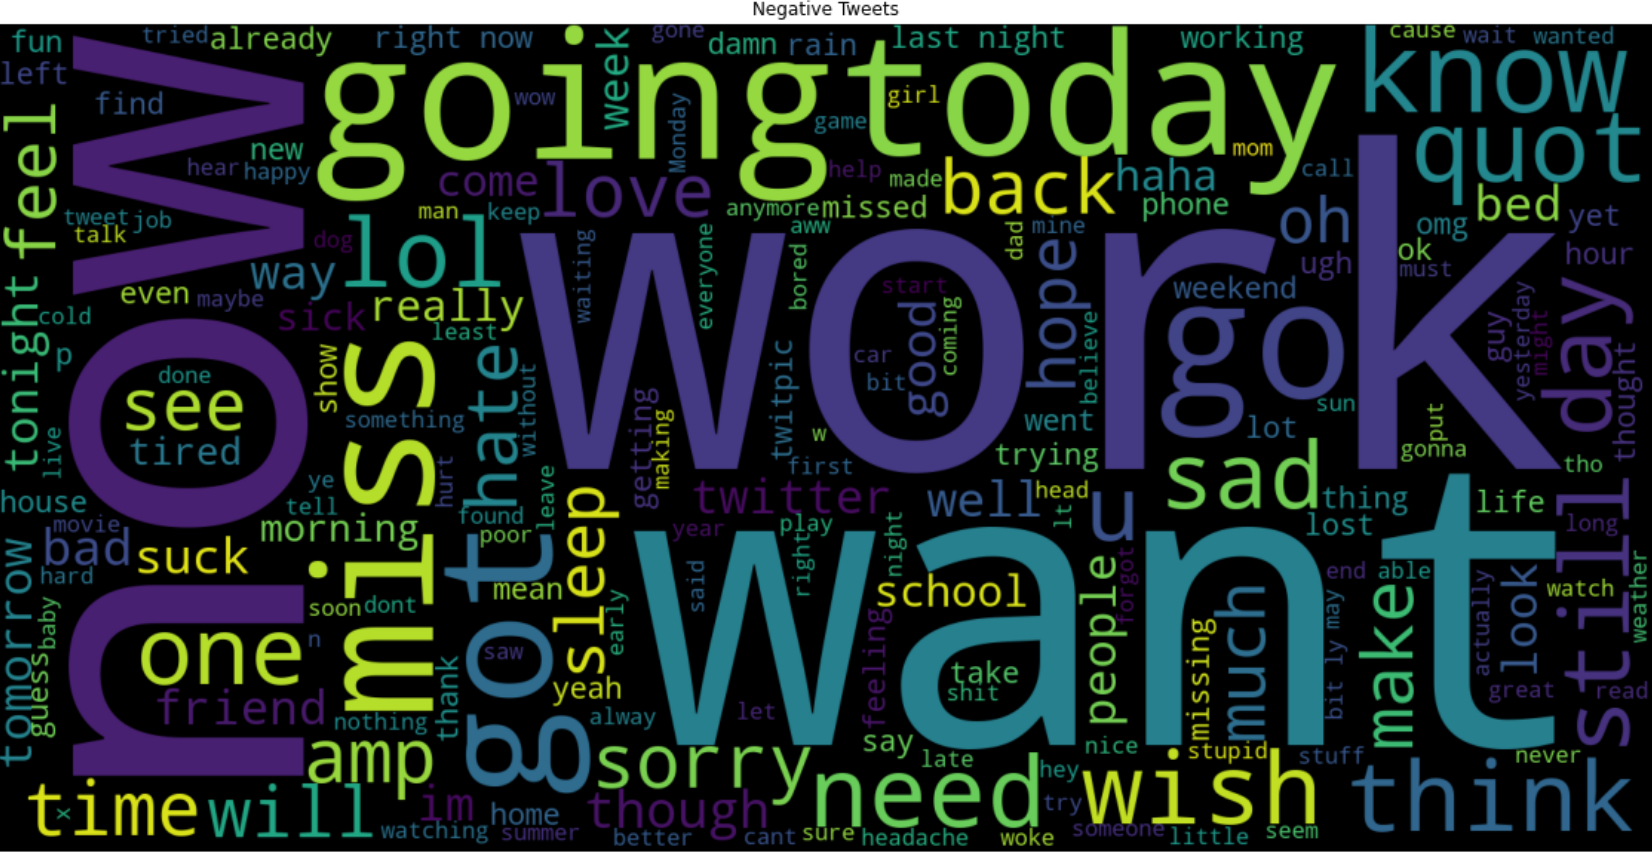 Negative Tweets
fun
tried
already
right now
gone
damn
rain
last night
working
cause
wait
wanted
left
find
going
wow
week
today
girl
game
Monday
know
quot
feel
new
hear
happy
come
love
help
made
back
haha
mom
call
phone
bed
yet
tweet
job
talk
man
keep
anymore
missed
aww
dad
mine
oh
omg
ok
hour
now
dog
lol
way
work
waiting
everyone
bored
start
hope
ugh
must
weekend
even
maybe
sick
really
least
cold
tonight
p
show
miss
hate
without
twitpic
car
bit
good
coming
believe
go
guy
yesterday
might
day
thought
done
see
tired
something
getting
making
w
first
went
trying
lot
sun
put
gonna
tho
live
house
ye
tell
hurt
found
leave
poor
sleep
twitter
year
play
well
head
lt
u
sad
thing
lost
life
long
movie
bad
suck
morning
hard
soon
dont
got
mean
early
said
right
night
school
want
people
forgot
end
able
watch
weather
still
tomorrow
baby
guess
one
n
friend
nothing
thank
saw
yeah
alway
let
feeling
take
shit
missing
much
bit ly may
make
actually
look
great
read
amp
sorry
say
late
nice
stupid
stuff
never
time
x
will
im
watching
home
summer
though
better
cant
need
sure
headache
hey
try
woke
wish
someone
little
seem
think